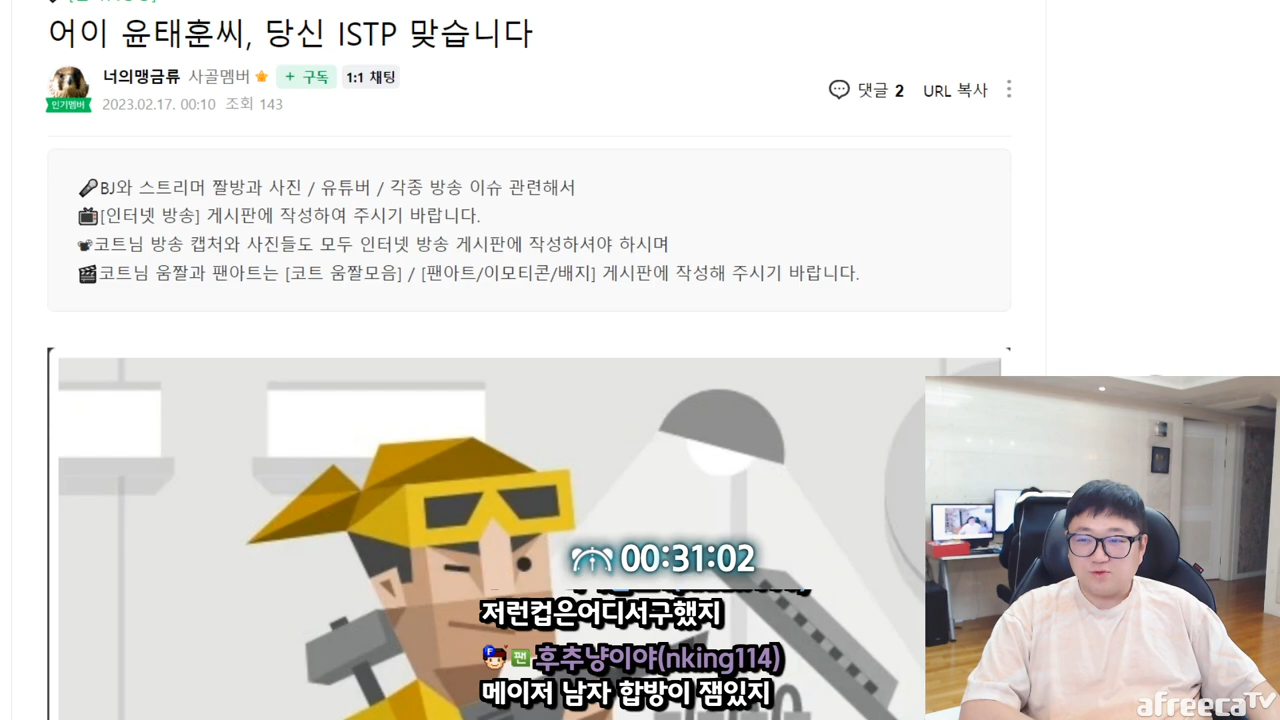 어이 윤태훈씨, 당신 ISTP 맞습니다
너의맹금류 사골멤버 + 구독 1:1 채팅
인기멤버
2023.02.17. 00:10 조회 143
댓글 2 URL 복사
BJ와 스트리머 짤방과 사진 / 유튜버 / 각종 방송 이슈 관련해서
[인터넷 방송] 게시판에 작성하여 주시기 바랍니다.
코트님 방송 캡처와 사진들도 모두 인터넷 방송 게시판에 작성하셔야 하시며
코트님 움짤과 팬아트는 [코트 움짤모음] / [팬아트/이모티콘/배지] 게시판에 작성해 주시기 바랍니다.
00:31:02
저런컵은어디서구했지
F 팬 후추냥이야(nking114)
메이저 남자 합방이 잼있지
afreecaTV